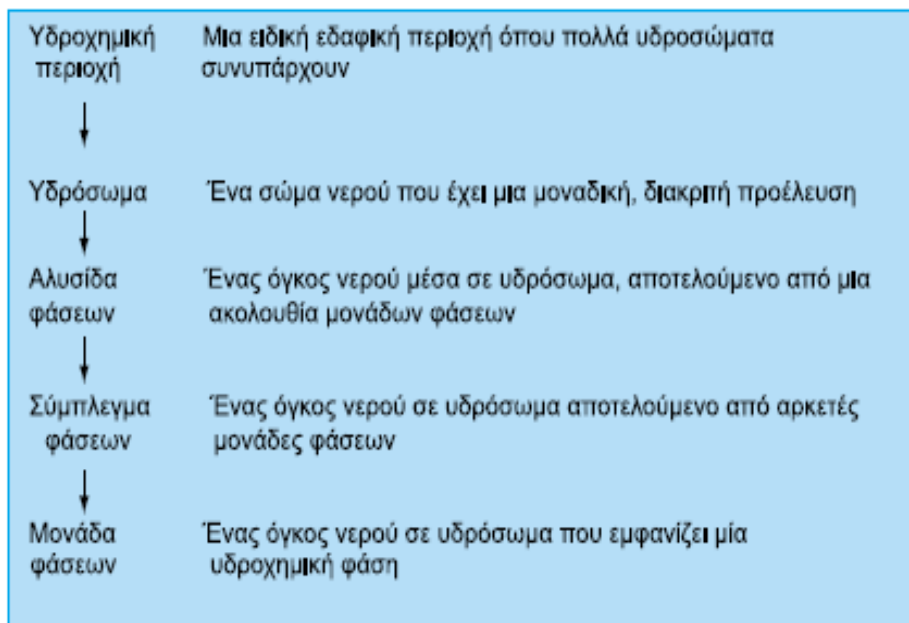 Υδροχημική Μια ειδική εδαφική περιοχή όπου πολλά υδροσώματα
περιοχή συνυπάρχουν
Υδρόσωμα Ένα σώμα νερού που έχει μια μοναδική, διακριτή προέλευση
Αλυσίδα Ένας όγκος νερού μέσα σε υδρόσωμα, αποτελούμενο από μια
φάσεων ακολουθία μονάδων φάσεων
Σύμπλεγμα Ένας όγκος νερού σε υδρόσωμα αποτελούμενο από αρκετές
φάσεων μονάδες φάσεων
Μονάδα Ένας όγκος νερού σε υδρόσωμα που εμφανίζει μία
φάσεων υδροχημική φάση